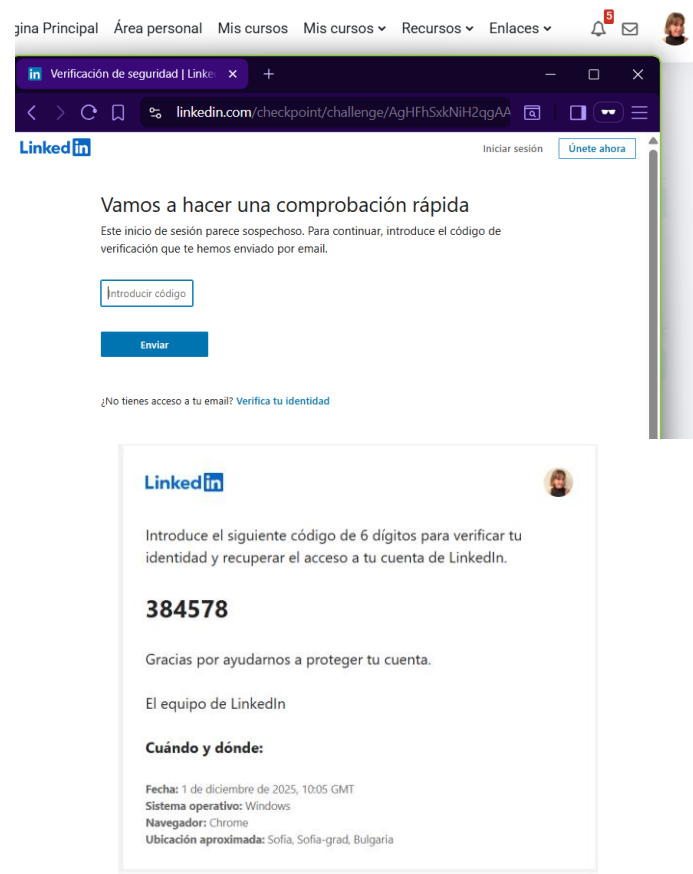 gina Principal Área personal Mis cursos Mis cursos Recursos Enlaces 5
in Verificación de seguridad | Linke
linkedin.com/checkpoint/challenge/AgHFhSxkNiH2qgAA
Linked in Iniciar sesión Únete ahora
Vamos a hacer una comprobación rápida
Este inicio de sesión parece sospechoso. Para continuar, introduce el código de
verificación que te hemos enviado por email.
Introducir código
Enviar
¿No tienes acceso a tu email? Verifica tu identidad
Linked in
Introduce el siguiente código de 6 dígitos para verificar tu
identidad y recuperar el acceso a tu cuenta de LinkedIn.
384578
Gracias por ayudarnos a proteger tu cuenta.
El equipo de LinkedIn
Cuándo y dónde:
Fecha: 1 de diciembre de 2025, 10:05 GMT
Sistema operativo: Windows
Navegador: Chrome
Ubicación aproximada: Sofia, Sofia-grad, Bulgaria